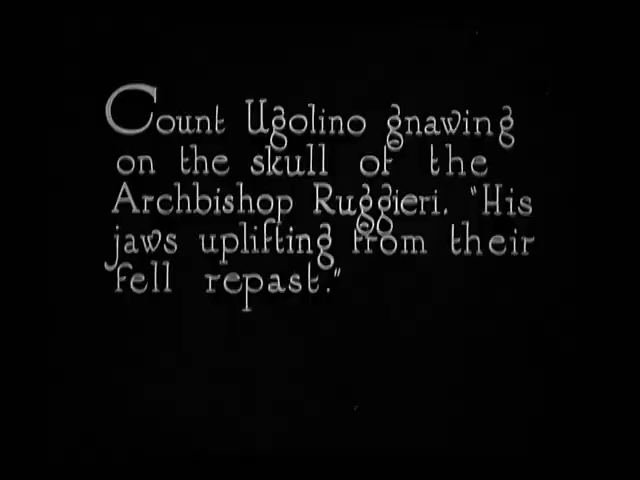 Count Ugolino gnawing
on the skull of the
Archbishop Ruggieri. "His
jaws uplifting from their
fell repast."